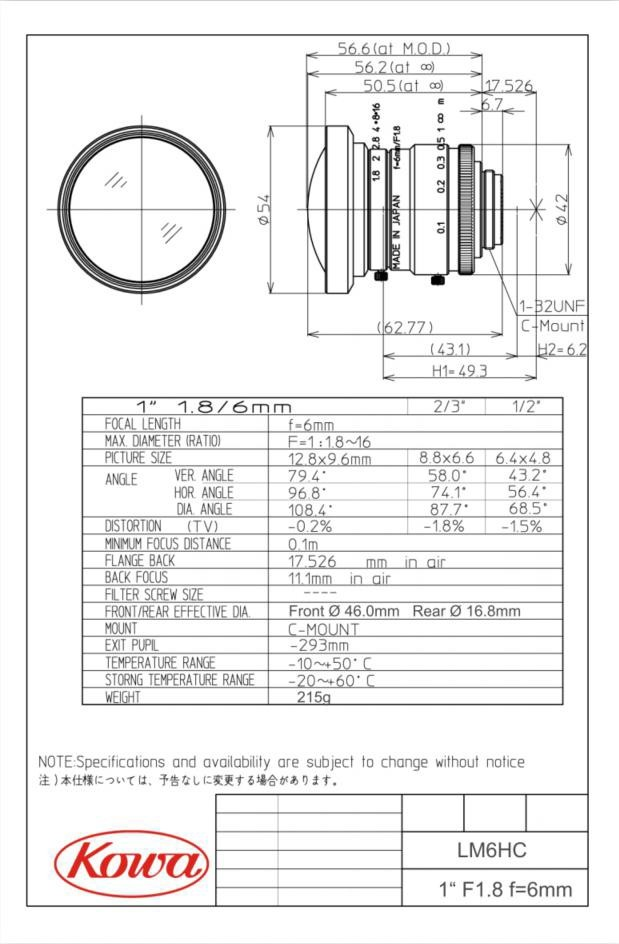 56.6(at M.O.D.)
56.2(at ∞)
50.5(at ∞) 17.526
6.7
1.8 2 2.8 4 •8•16
f=6mm/F1.8
MADE IN JAPAN
0.1 0.2 0.3 0.5 1 ∞ m
⌀54
⌀42
1-32UNF
C-Mount
(62.77)
(43.1) H2=6.2
H1=49.3
1" 1.8/6mm 2/3" 1/2"
FOCAL LENGTH f=6mm
MAX. DIAMETER (RATIO) F=1:1.8~16
PICTURE SIZE 12.8x9.6mm 8.8x6.6 6.4x4.8
ANGLE VER. ANGLE 79.4° 58.0° 43.2°
HOR. ANGLE 96.8° 74.1° 56.4°
DIA. ANGLE 108.4° 87.7° 68.5°
DISTORTION (TV) -0.2% -1.8% -1.5%
MINIMUM FOCUS DISTANCE 0.1m
FLANGE BACK 17.526 mm in air
BACK FOCUS 11.1mm in air
FILTER SCREW SIZE ----
FRONT/REAR EFFECTIVE DIA. Front Ø 46.0mm Rear Ø 16.8mm
MOUNT C-MOUNT
EXIT PUPIL -293mm
TEMPERATURE RANGE -10~+50° C
STORNG TEMPERATURE RANGE -20~+60° C
WEIGHT 215g
NOTE:Specifications and availability are subject to change without notice
注)本仕様については、予告なしに変更する場合があります。
Kowa
LM6HC
1" F1.8 f=6mm